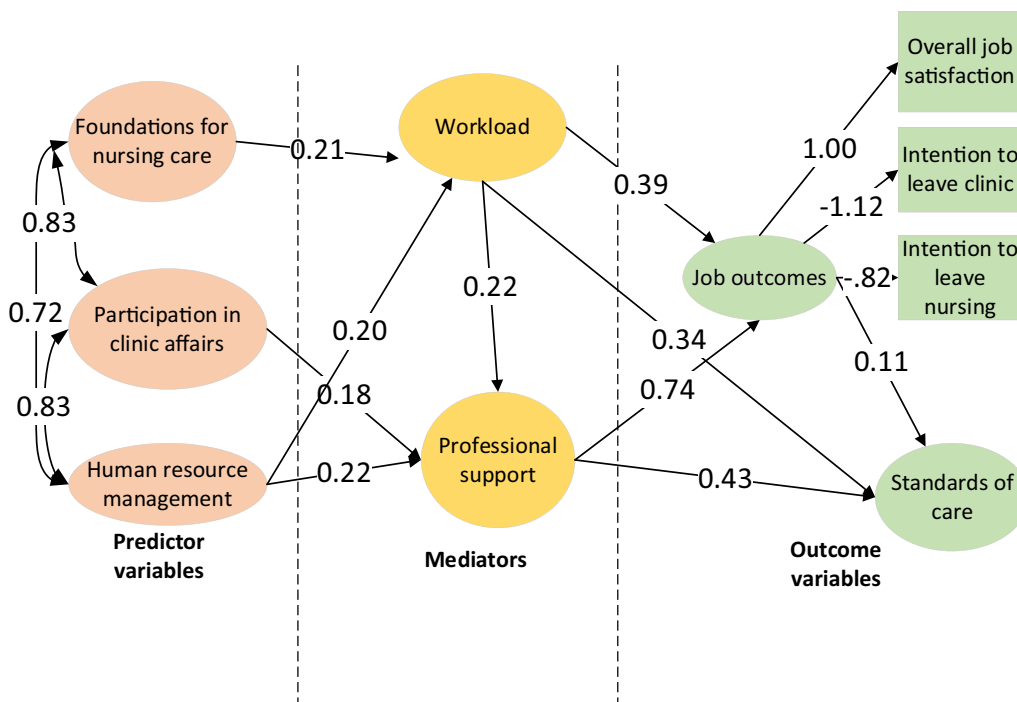 Overall job
satisfaction
Foundations for
nursing care
Workload
0.21
1.00
Intention to
leave clinic
0.39
-1.12
0.83
Job outcomes
-.82
Intention to
leave
nursing
0.22
0.72
Participation in
clinic affairs
0.20
0.34
0.11
0.18
0.74
0.83
Professional
support
Human resource
management
0.22
0.43
Standards of
care
Predictor
variables
Mediators
Outcome
variables